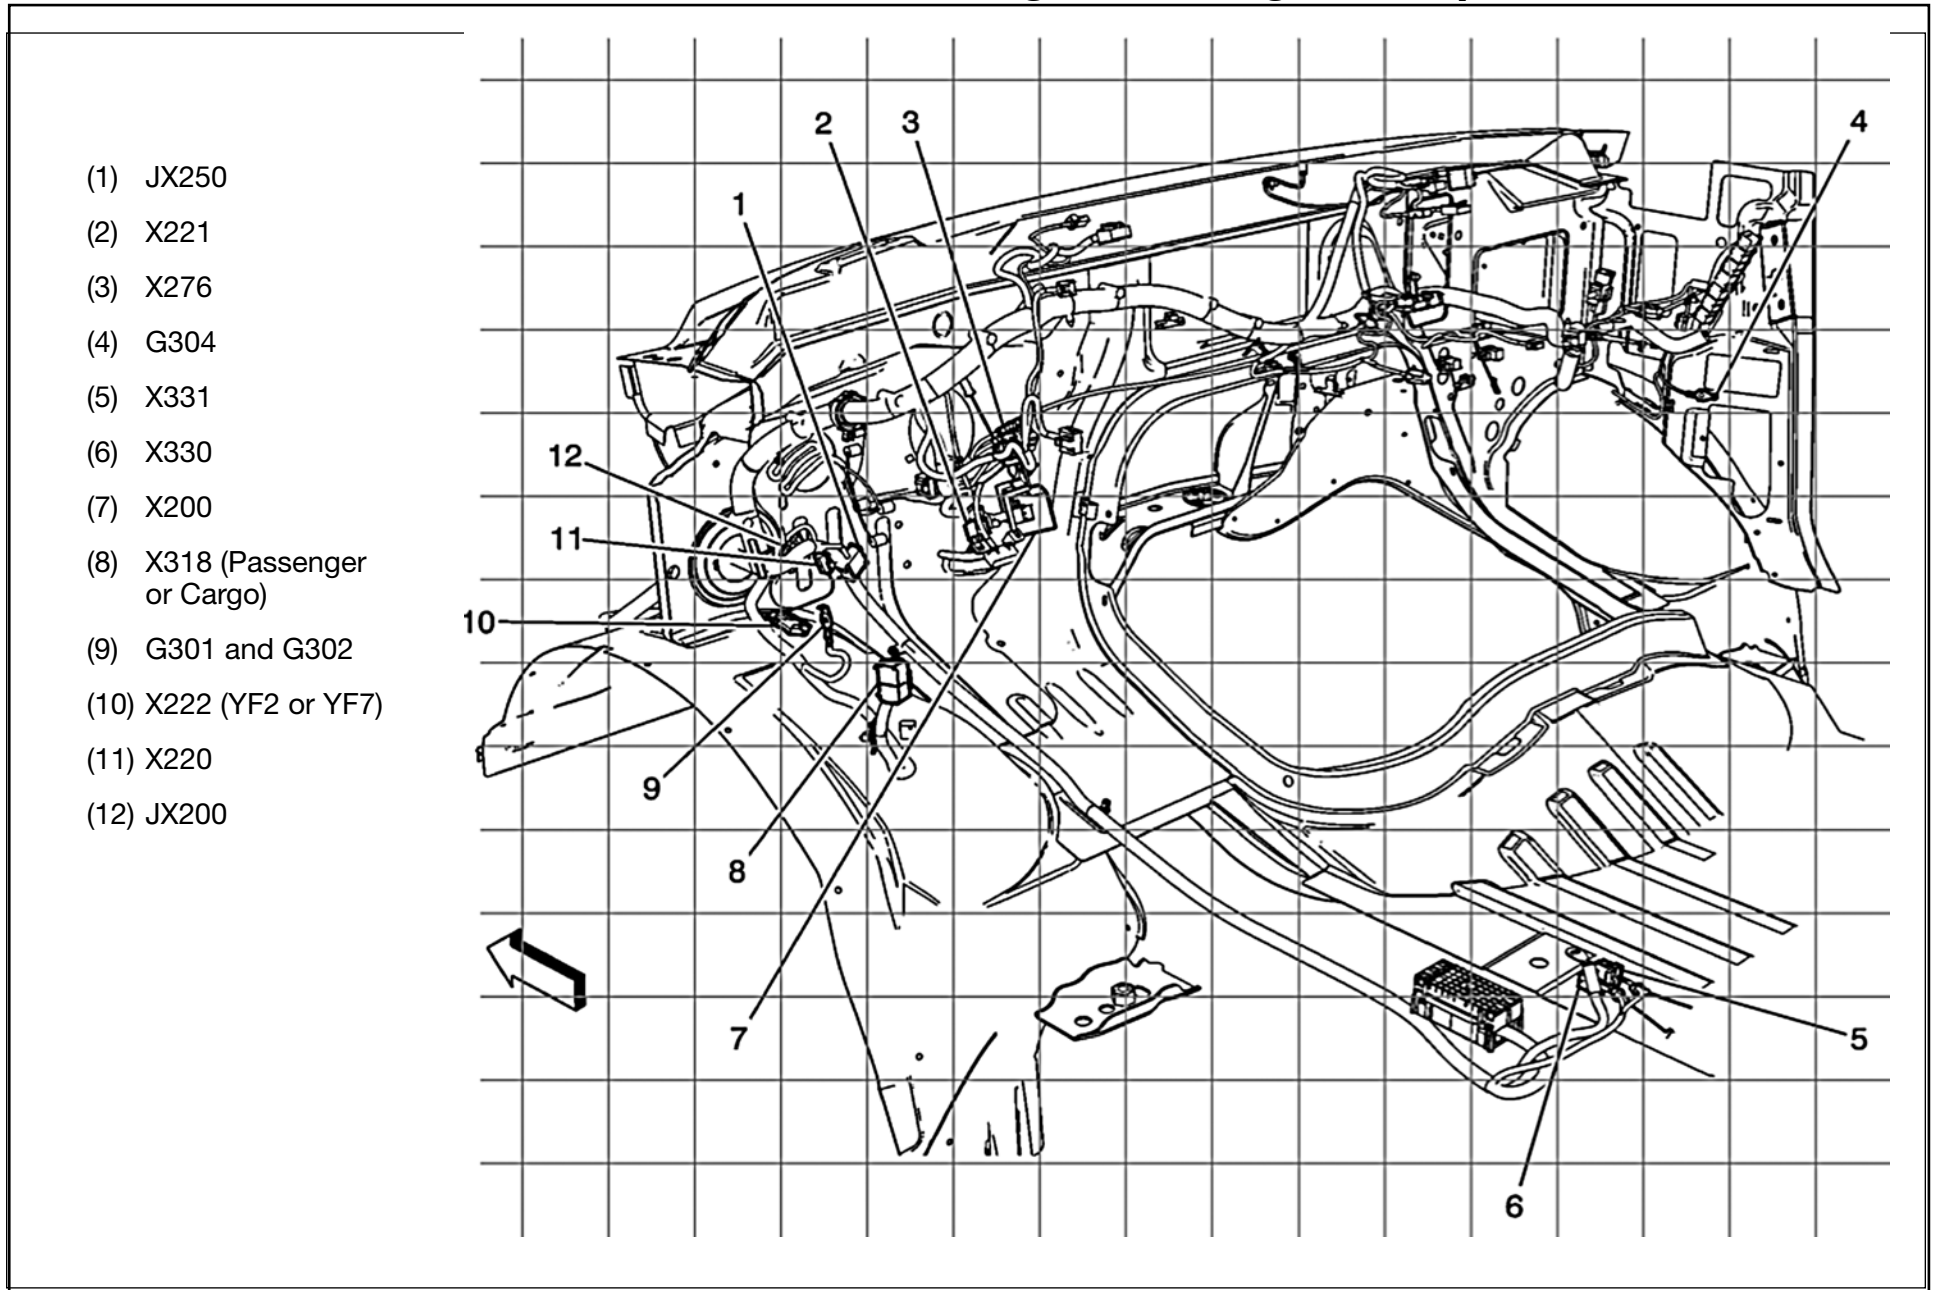 (1) JX250
(2) X221
(3) X276
(4) G304
(5) X331
(6) X330
(7) X200
(8) X318 (Passenger
or Cargo)
(9) G301 and G302
(10) X222 (YF2 or YF7)
(11) X220
(12) JX200
2
3
4
1
12
11
10
9
8
7
5
6